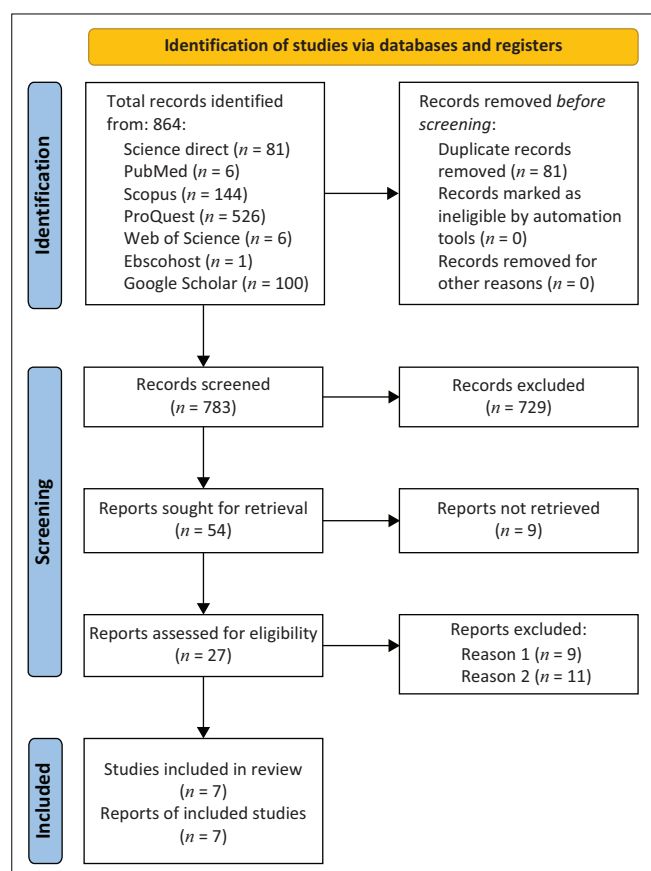 Identification of studies via databases and registers
Identification
Total records identified
from: 864:
Science direct (n = 81)
PubMed (n = 6)
Scopus (n = 144)
ProQuest (n = 526)
Web of Science (n = 6)
Ebscohost (n = 1)
Google Scholar (n = 100)
Records removed before
screening:
Duplicate records
removed (n = 81)
Records marked as
ineligible by automation
tools (n = 0)
Records removed for
other reasons (n = 0)
Screening
Records screened
(n = 783)
Records excluded
(n = 729)
Reports sought for retrieval
(n = 54)
Reports not retrieved
(n = 9)
Reports assessed for eligibility
(n = 27)
Reports excluded:
Reason 1 (n = 9)
Reason 2 (n = 11)
Included
Studies included in review
(n = 7)
Reports of included studies
(n = 7)